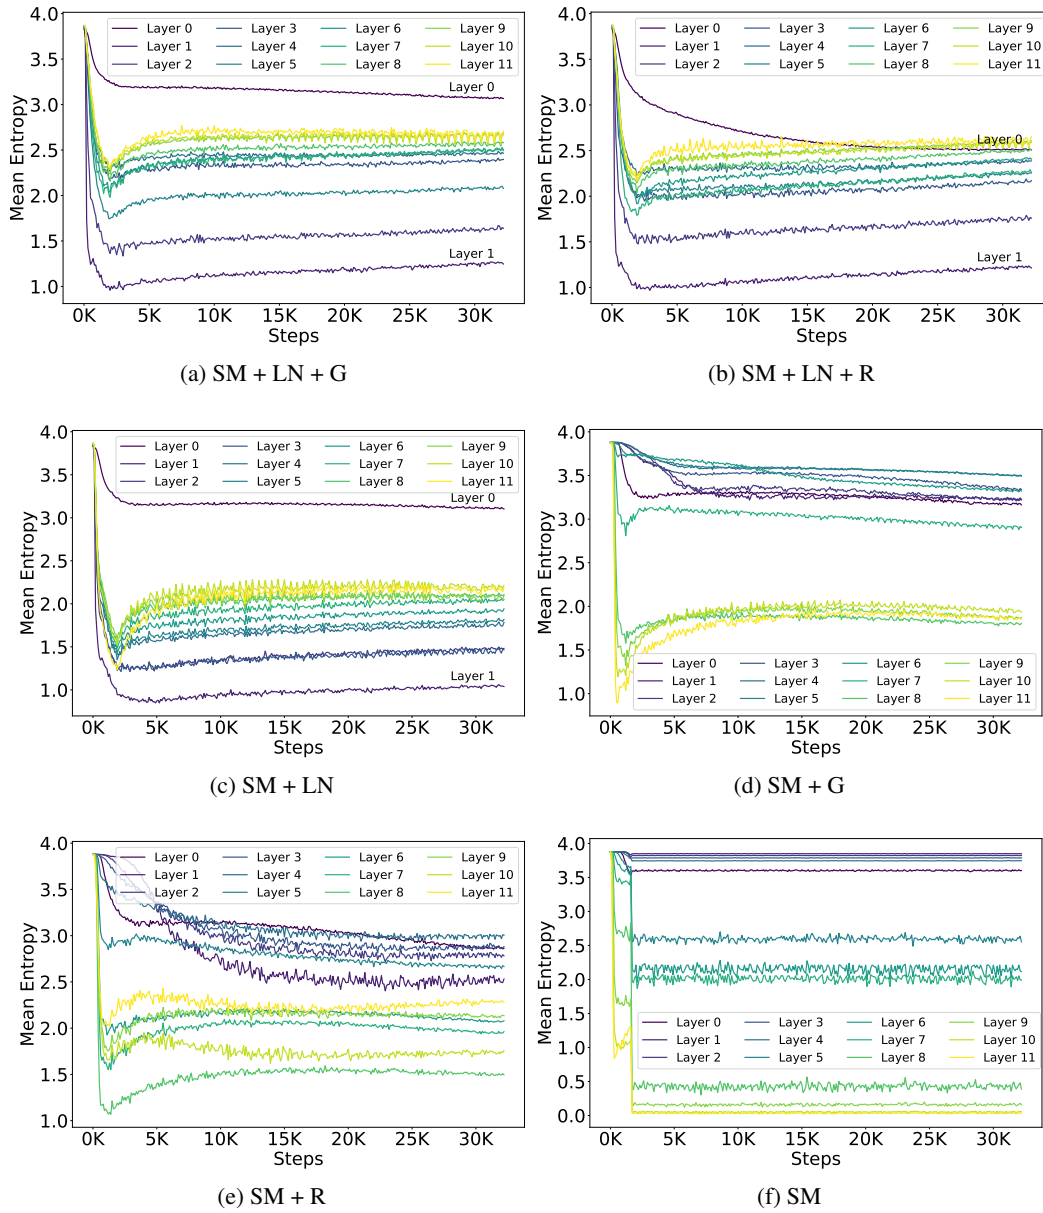 4.0
3.5
3.0
2.5
2.0
1.5
1.0
Mean Entropy
Layer 0 Layer 3 Layer 6 Layer 9
Layer 1 Layer 4 Layer 7 Layer 10
Layer 2 Layer 5 Layer 8 Layer 11
Layer 0
Layer 1
0K 5K 10K 15K 20K 25K 30K
Steps
(a) SM + LN + G
4.0
3.5
3.0
2.5
2.0
1.5
1.0
Mean Entropy
Layer 0 Layer 3 Layer 6 Layer 9
Layer 1 Layer 4 Layer 7 Layer 10
Layer 2 Layer 5 Layer 8 Layer 11
Layer 0
Layer 1
0K 5K 10K 15K 20K 25K 30K
Steps
(b) SM + LN + R
4.0
3.5
3.0
2.5
2.0
1.5
1.0
Mean Entropy
Layer 0 Layer 3 Layer 6 Layer 9
Layer 1 Layer 4 Layer 7 Layer 10
Layer 2 Layer 5 Layer 8 Layer 11
Layer 0
Layer 1
0K 5K 10K 15K 20K 25K 30K
Steps
(c) SM + LN
4.0
3.5
3.0
2.5
2.0
1.5
1.0
Mean Entropy
Layer 0 Layer 3 Layer 6 Layer 9
Layer 1 Layer 4 Layer 7 Layer 10
Layer 2 Layer 5 Layer 8 Layer 11
0K 5K 10K 15K 20K 25K 30K
Steps
(d) SM + G
4.0
3.5
3.0
2.5
2.0
1.5
1.0
Mean Entropy
Layer 0 Layer 3 Layer 6 Layer 9
Layer 1 Layer 4 Layer 7 Layer 10
Layer 2 Layer 5 Layer 8 Layer 11
0K 5K 10K 15K 20K 25K 30K
Steps
(e) SM + R
4.0
3.5
3.0
2.5
2.0
1.5
1.0
0.5
0.0
Mean Entropy
Layer 0 Layer 3 Layer 6 Layer 9
Layer 1 Layer 4 Layer 7 Layer 10
Layer 2 Layer 5 Layer 8 Layer 11
0K 5K 10K 15K 20K 25K 30K
Steps
(f) SM